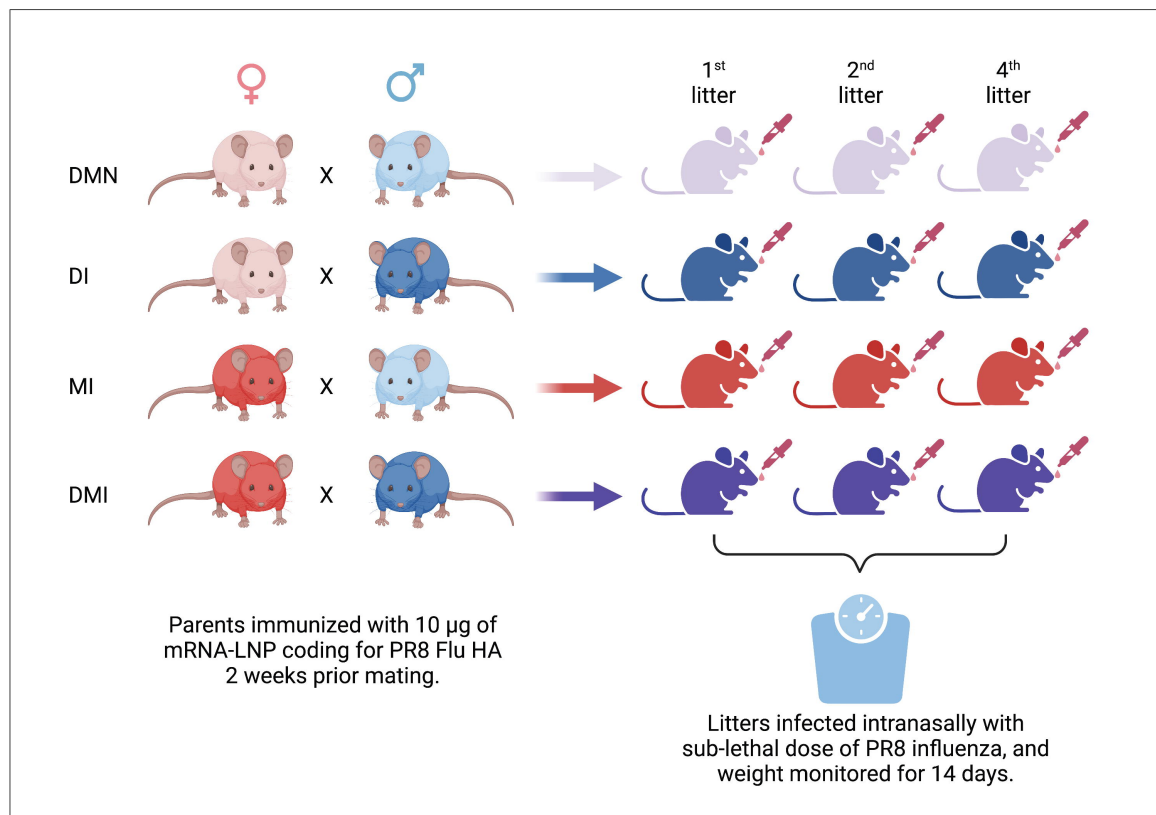 ♀ ♂
1st litter
2nd litter
4th litter
DMN X
DI X
MI X
DMI X
Parents immunized with 10 µg of
mRNA-LNP coding for PR8 Flu HA
2 weeks prior mating.
Litters infected intranasally with
sub-lethal dose of PR8 influenza, and
weight monitored for 14 days.